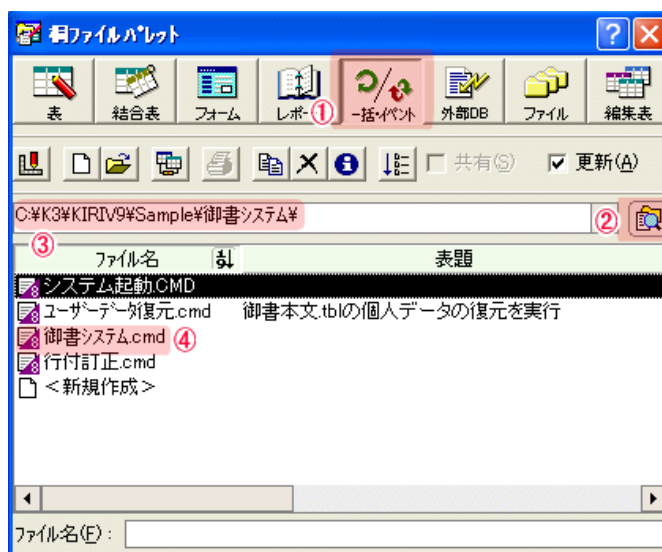 桐ファイルパレット
表 結合表 フォーム レポー① 一括・イベント 外部DB ファイル 編集表
共有(S) 更新(A)
C:¥K3¥KIRIV9¥Sample¥御書システム¥ ②
③
ファイル名 表題
システム起動.CMD
ユーザーデータ復元.cmd 御書本文.tblの個人データの復元を実行
御書システム.cmd ④
行付訂正.cmd
<新規作成>
ファイル名(F):